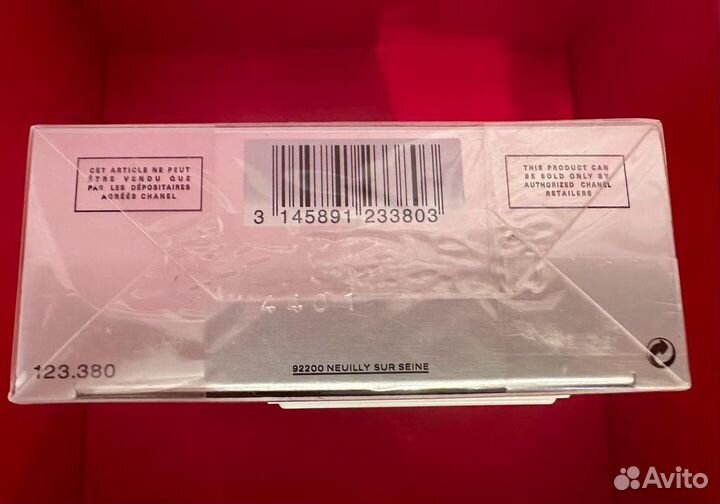 CET ARTICLE NE PEUT
ÊTRE VENDU QUE
PAR LES DÉPOSITAIRES
AGRÉÉS CHANEL
THIS PRODUCT CAN
BE SOLD ONLY BY
AUTHORIZED CHANEL
RETAILERS
3 145891 233803
4401
123.380
92200 NEUILLY SUR SEINE
Avito